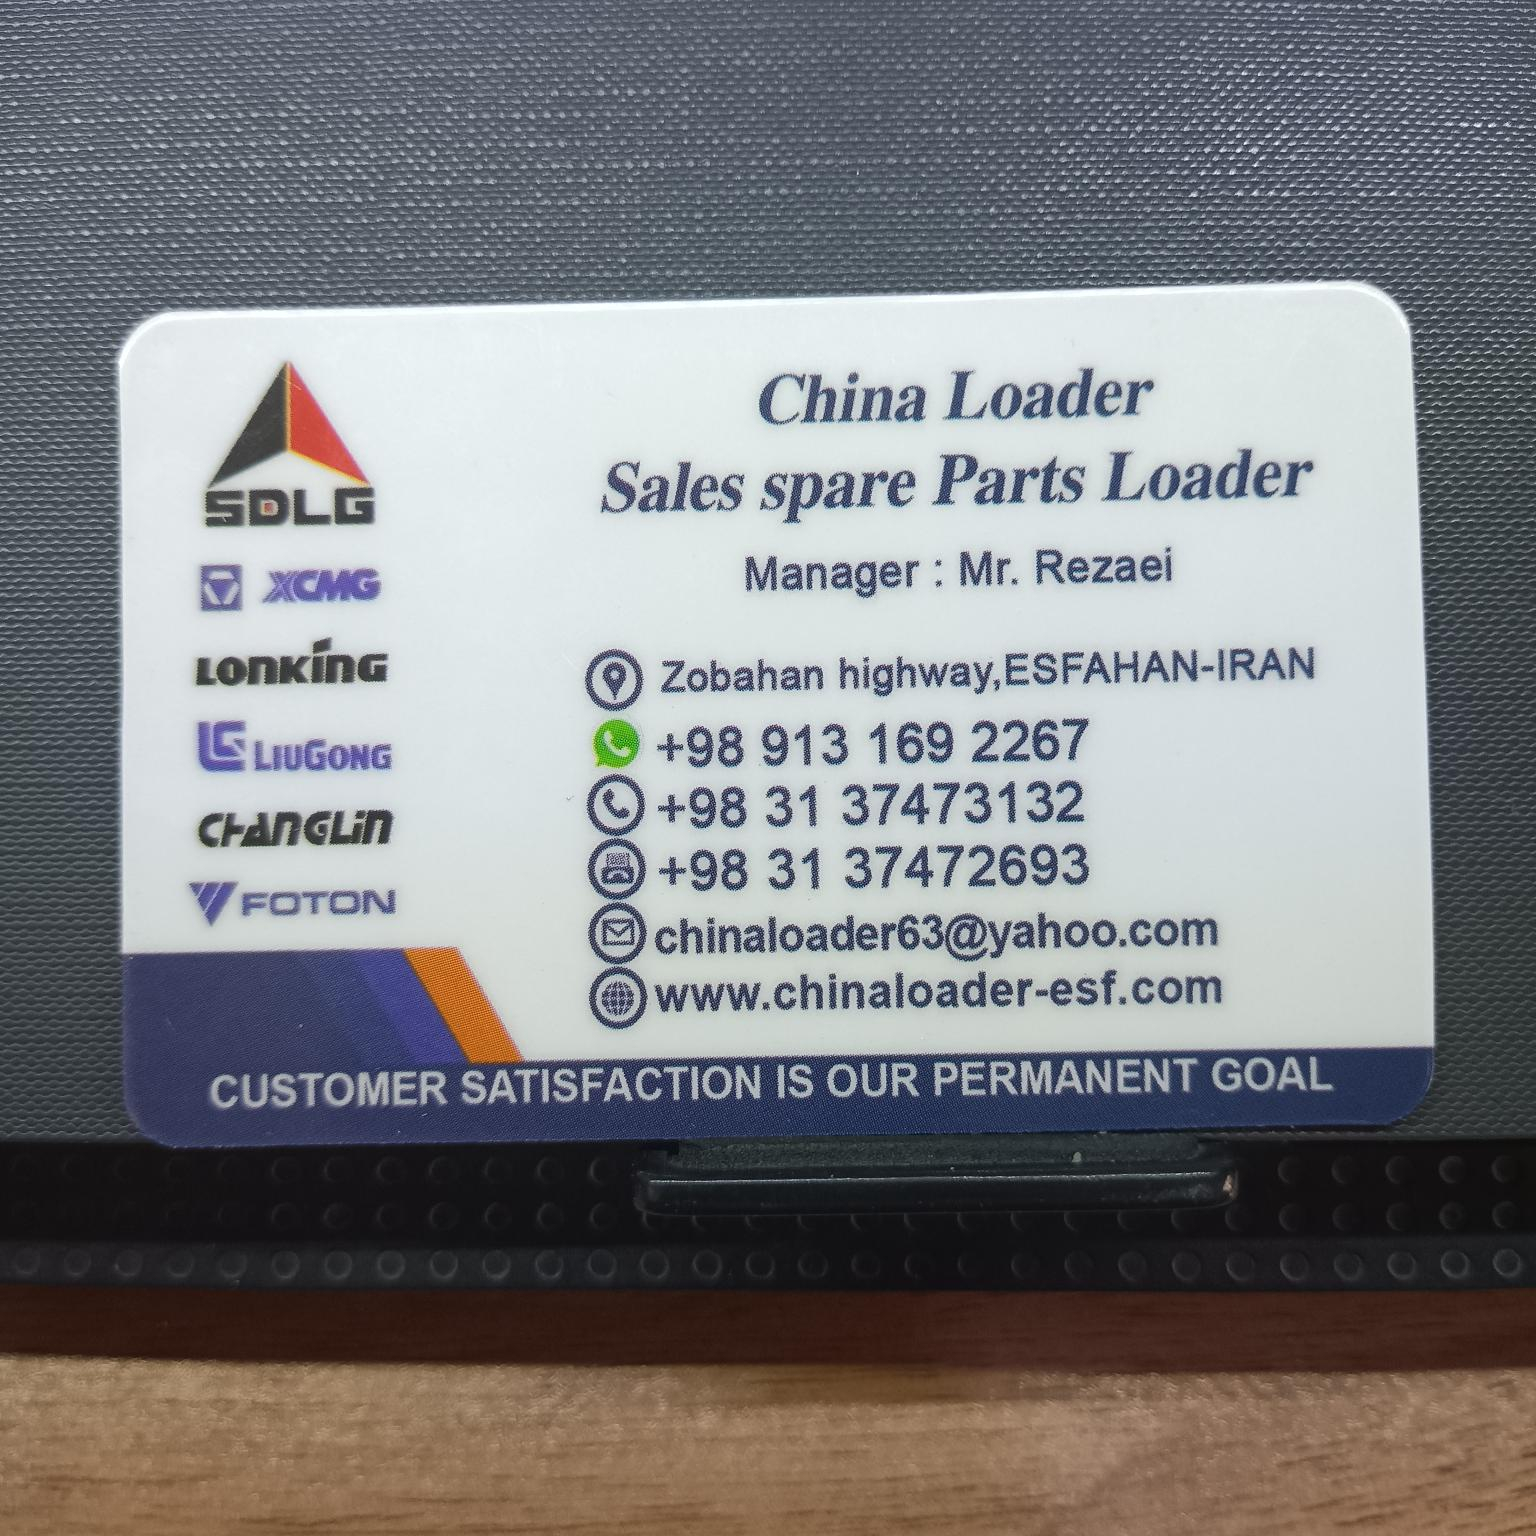 SDLG
XCMG
LONKING
LG LIUGONG
CHANGLIN
FOTON
China Loader
Sales spare Parts Loader
Manager : Mr. Rezaei
Zobahan highway,ESFAHAN-IRAN
+98 913 169 2267
+98 31 37473132
+98 31 37472693
chinaloader63@yahoo.com
www.chinaloader-esf.com
CUSTOMER SATISFACTION IS OUR PERMANENT GOAL